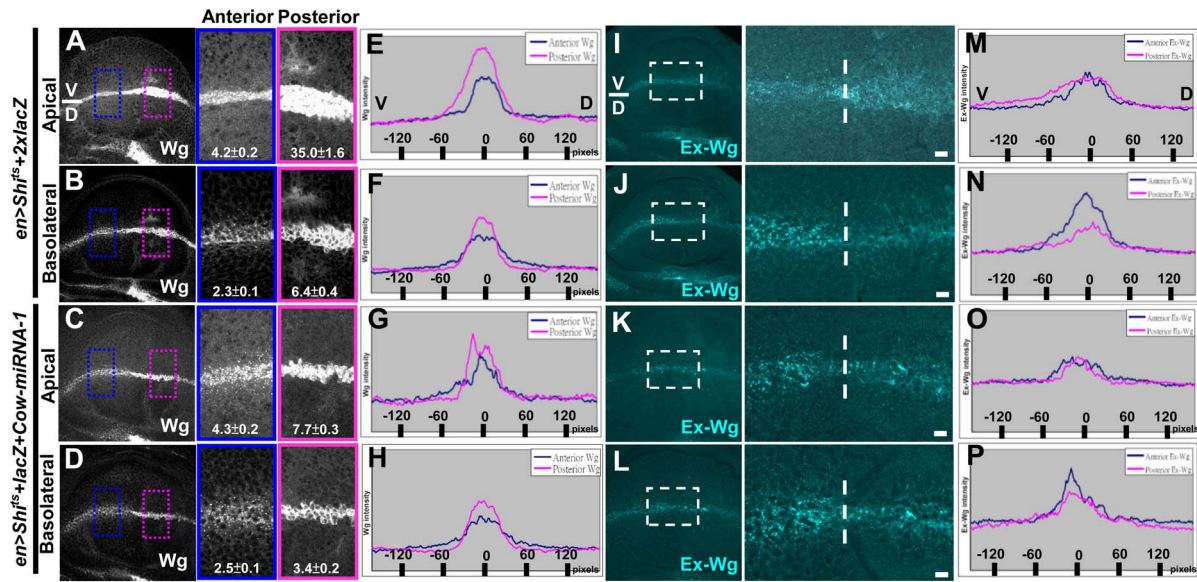 Anterior Posterior
en>Shi^ts+2xlacZ
Apical
A
V
D
Wg
4.2±0.2
35.0±1.6
E
Anterior Wg
Posterior Wg
Wg intensity
V
D
-120 -60 0 60 120
pixels
I
V
D
Ex-Wg
M
Anterior Ex-Wg
Posterior Ex-Wg
Ex-Wg intensity
V
D
-120 -60 0 60 120
pixels
Basolateral
B
Wg
2.3±0.1
6.4±0.4
F
Anterior Wg
Posterior Wg
Wg intensity
-120 -60 0 60 120
pixels
J
Ex-Wg
N
Anterior Ex-Wg
Posterior Ex-Wg
Ex-Wg intensity
-120 -60 0 60 120
pixels
en>Shi^ts+lacZ+Cow-miRNA-1
Apical
C
Wg
4.3±0.2
7.7±0.3
G
Anterior Wg
Posterior Wg
Wg intensity
-120 -60 0 60 120
pixels
K
Ex-Wg
O
Anterior Ex-Wg
Posterior Ex-Wg
Ex-Wg intensity
-120 -60 0 60 120
pixels
Basolateral
D
Wg
2.5±0.1
3.4±0.2
H
Anterior Wg
Posterior Wg
Wg intensity
-120 -60 0 60 120
pixels
L
Ex-Wg
P
Anterior Ex-Wg
Posterior Ex-Wg
Ex-Wg intensity
-120 -60 0 60 120
pixels